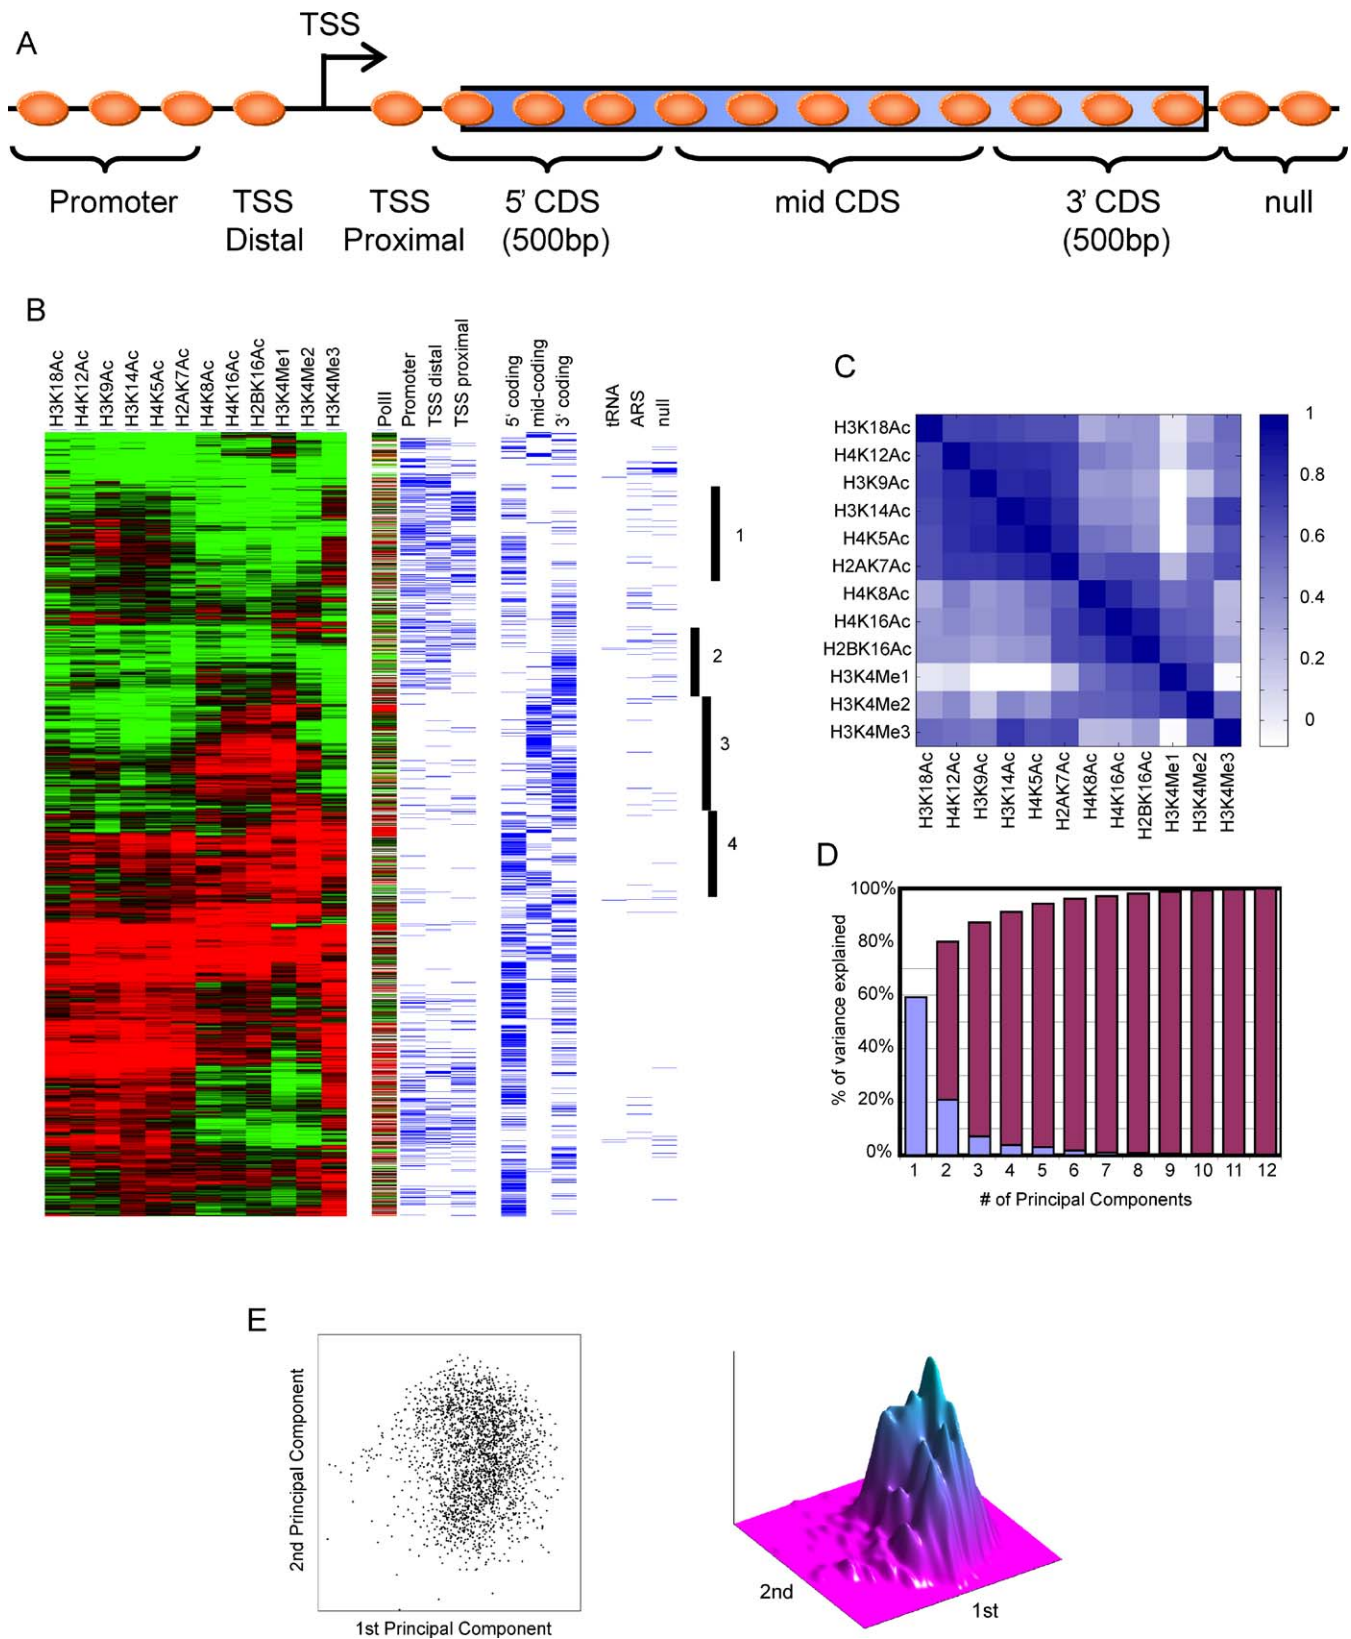 A
TSS
Promoter
TSS
Distal
TSS
Proximal
5' CDS
(500bp)
mid CDS
3' CDS
(500bp)
null
B
H3K18Ac
H4K12Ac
H3K9Ac
H3K14Ac
H4K5Ac
H2AK7Ac
H4K8Ac
H4K16Ac
H2BK16Ac
H3K4Me1
H3K4Me2
H3K4Me3
PolII
Promoter
TSS distal
TSS proximal
5' coding
mid-coding
3' coding
tRNA
ARS
null
1
2
3
4
C
H3K18Ac
H4K12Ac
H3K9Ac
H3K14Ac
H4K5Ac
H2AK7Ac
H4K8Ac
H4K16Ac
H2BK16Ac
H3K4Me1
H3K4Me2
H3K4Me3
H3K18Ac
H4K12Ac
H3K9Ac
H3K14Ac
H4K5Ac
H2AK7Ac
H4K8Ac
H4K16Ac
H2BK16Ac
H3K4Me1
H3K4Me2
H3K4Me3
1
0.8
0.6
0.4
0.2
0
D
% of variance explained
100%
80%
60%
40%
20%
0%
1 2 3 4 5 6 7 8 9 10 11 12
# of Principal Components
E
2nd Principal Component
1st Principal Component
2nd
1st